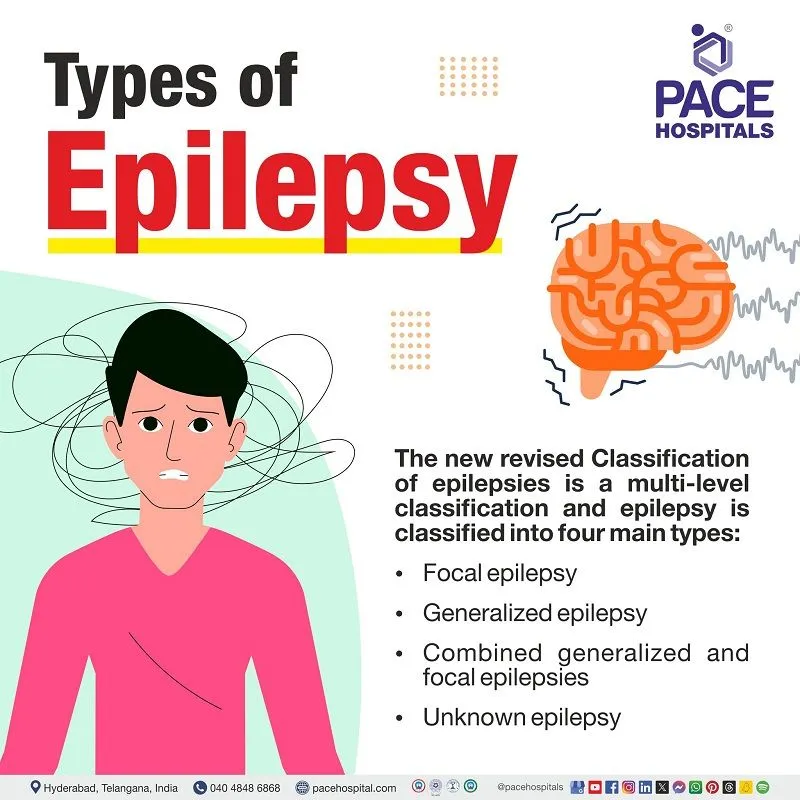 Types of
Epilepsy
®
PACE
HOSPITALS
The new revised Classification
of epilepsies is a multi-level
classification and epilepsy is
classified into four main types:
• Focal epilepsy
• Generalized epilepsy
• Combined generalized and
focal epilepsies
• Unknown epilepsy
Hyderabad, Telangana, India 040 4848 6868 pacehospital.com @pacehospitals